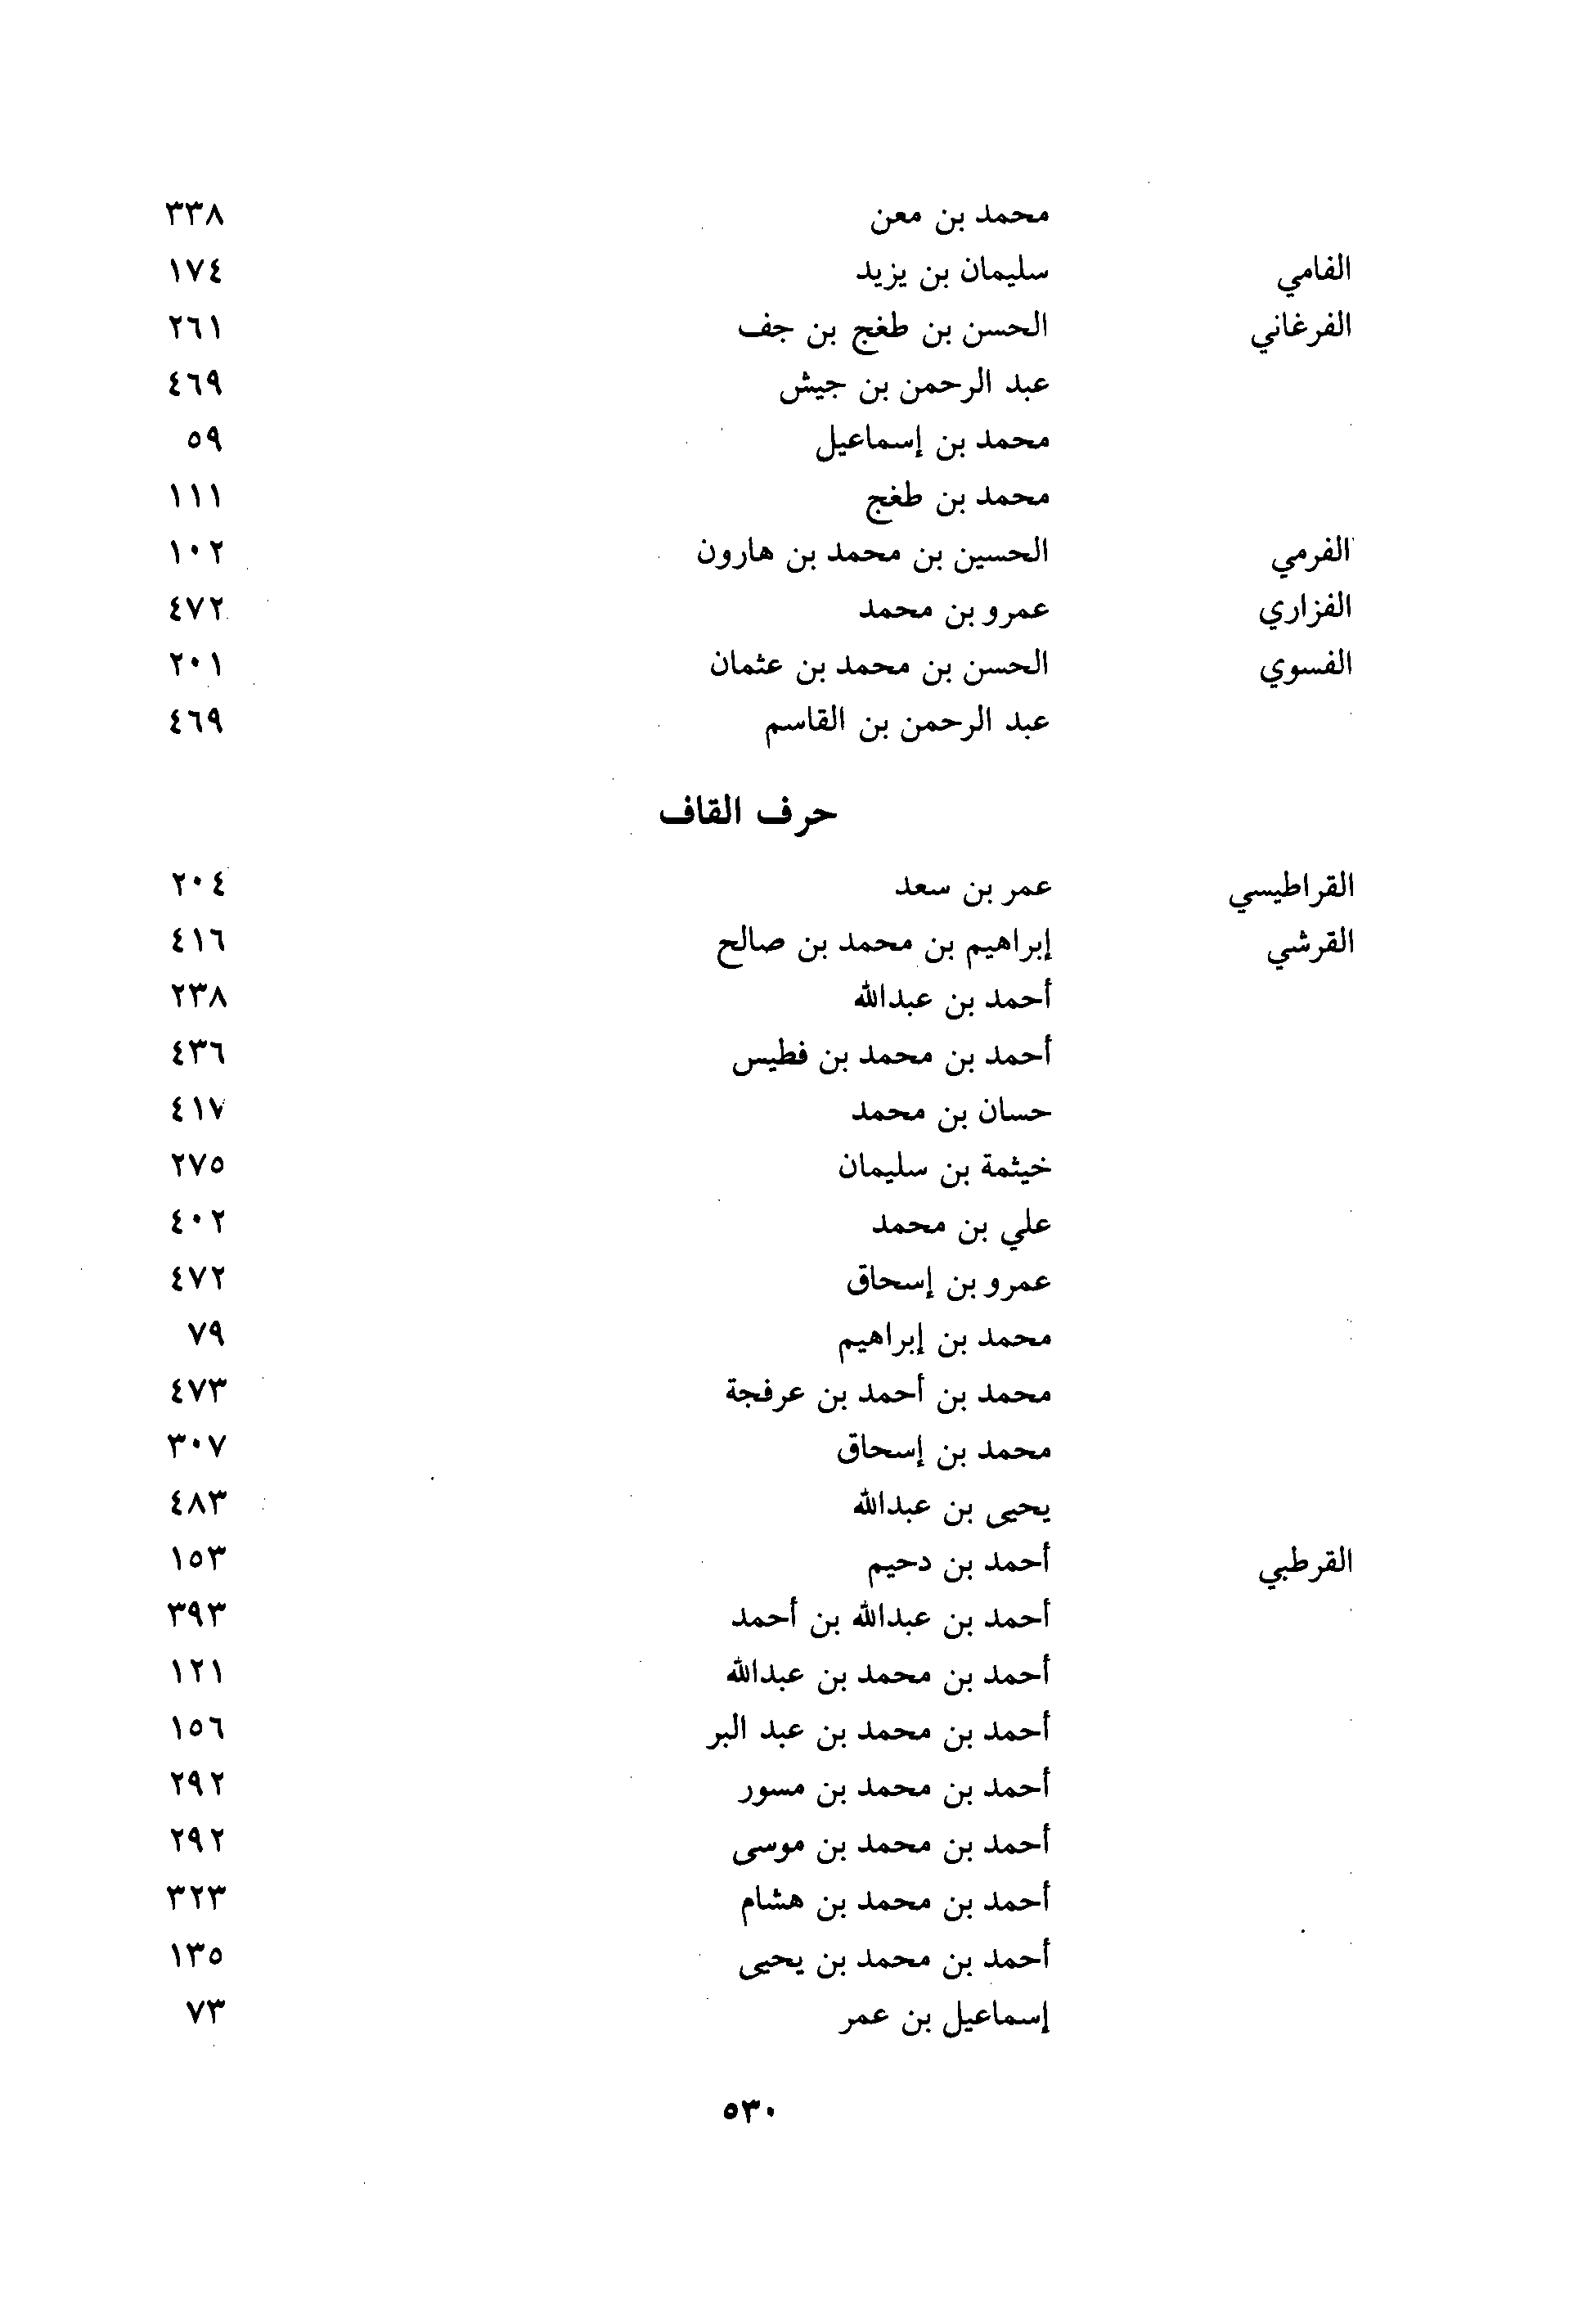 محمد بن معن ٣٣٨
الفامي سليمان بن يزيد ١٧٤
الفرغاني الحسن بن طغج بن جف ٢٦١
عبد الرحمن بن جيش ٤٦٩
محمد بن إسماعيل ٥٩
محمد بن طغج ١١١
الفرمي الحسين بن محمد بن هارون ١٠٢
الفزاري عمرو بن محمد ٤٧٢
الفسوي الحسن بن محمد بن عثمان ٢٠١
عبد الرحمن بن القاسم ٤٦٩
حرف القاف
القراطيسي عمر بن سعد ٢٠٤
القرشي إبراهيم بن محمد بن صالح ٤١٦
أحمد بن عبدالله ٢٣٨
أحمد بن محمد بن فطيس ٤٣٦
حسان بن محمد ٤١٧
خيثمة بن سليمان ٢٧٥
علي بن محمد ٤٠٢
عمرو بن إسحاق ٤٧٢
محمد بن إبراهيم ٧٩
محمد بن أحمد بن عرفجة ٤٧٣
محمد بن إسحاق ٣٠٧
يحيى بن عبدالله ٤٨٣
القرطبي أحمد بن دحيم ١٥٣
أحمد بن عبدالله بن أحمد ٣٩٣
أحمد بن محمد بن عبدالله ١٢١
أحمد بن محمد بن عبد البر ١٥٦
أحمد بن محمد بن مسور ٢٩٢
أحمد بن محمد بن موسى ٢٩٢
أحمد بن محمد بن هشام ٣٢٣
أحمد بن محمد بن يحيى ١٣٥
إسماعيل بن عمر ٧٣
٥٣٠